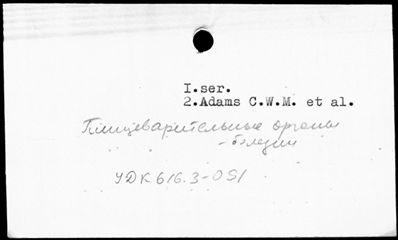 I.ser.
2.Adams C.W.M. et al.
Пищеварительные органы
-болезни
УДК 616.3-051